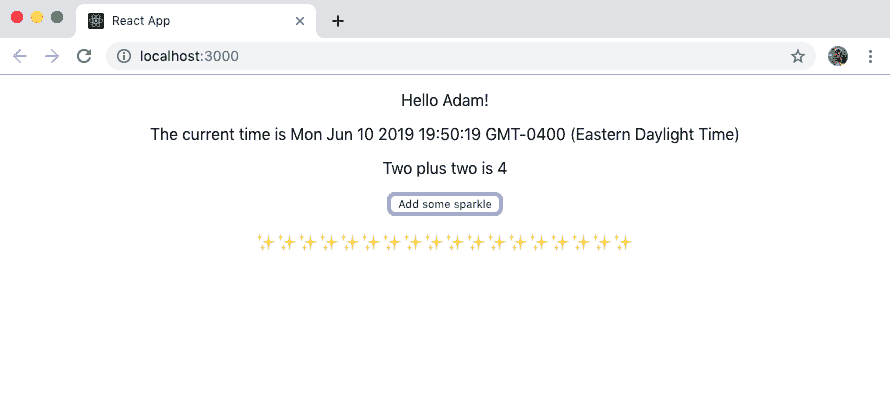 React App
localhost:3000
Hello Adam!
The current time is Mon Jun 10 2019 19:50:19 GMT-0400 (Eastern Daylight Time)
Two plus two is 4
Add some sparkle
✨✨✨✨✨✨✨✨✨✨✨✨✨✨✨✨✨✨